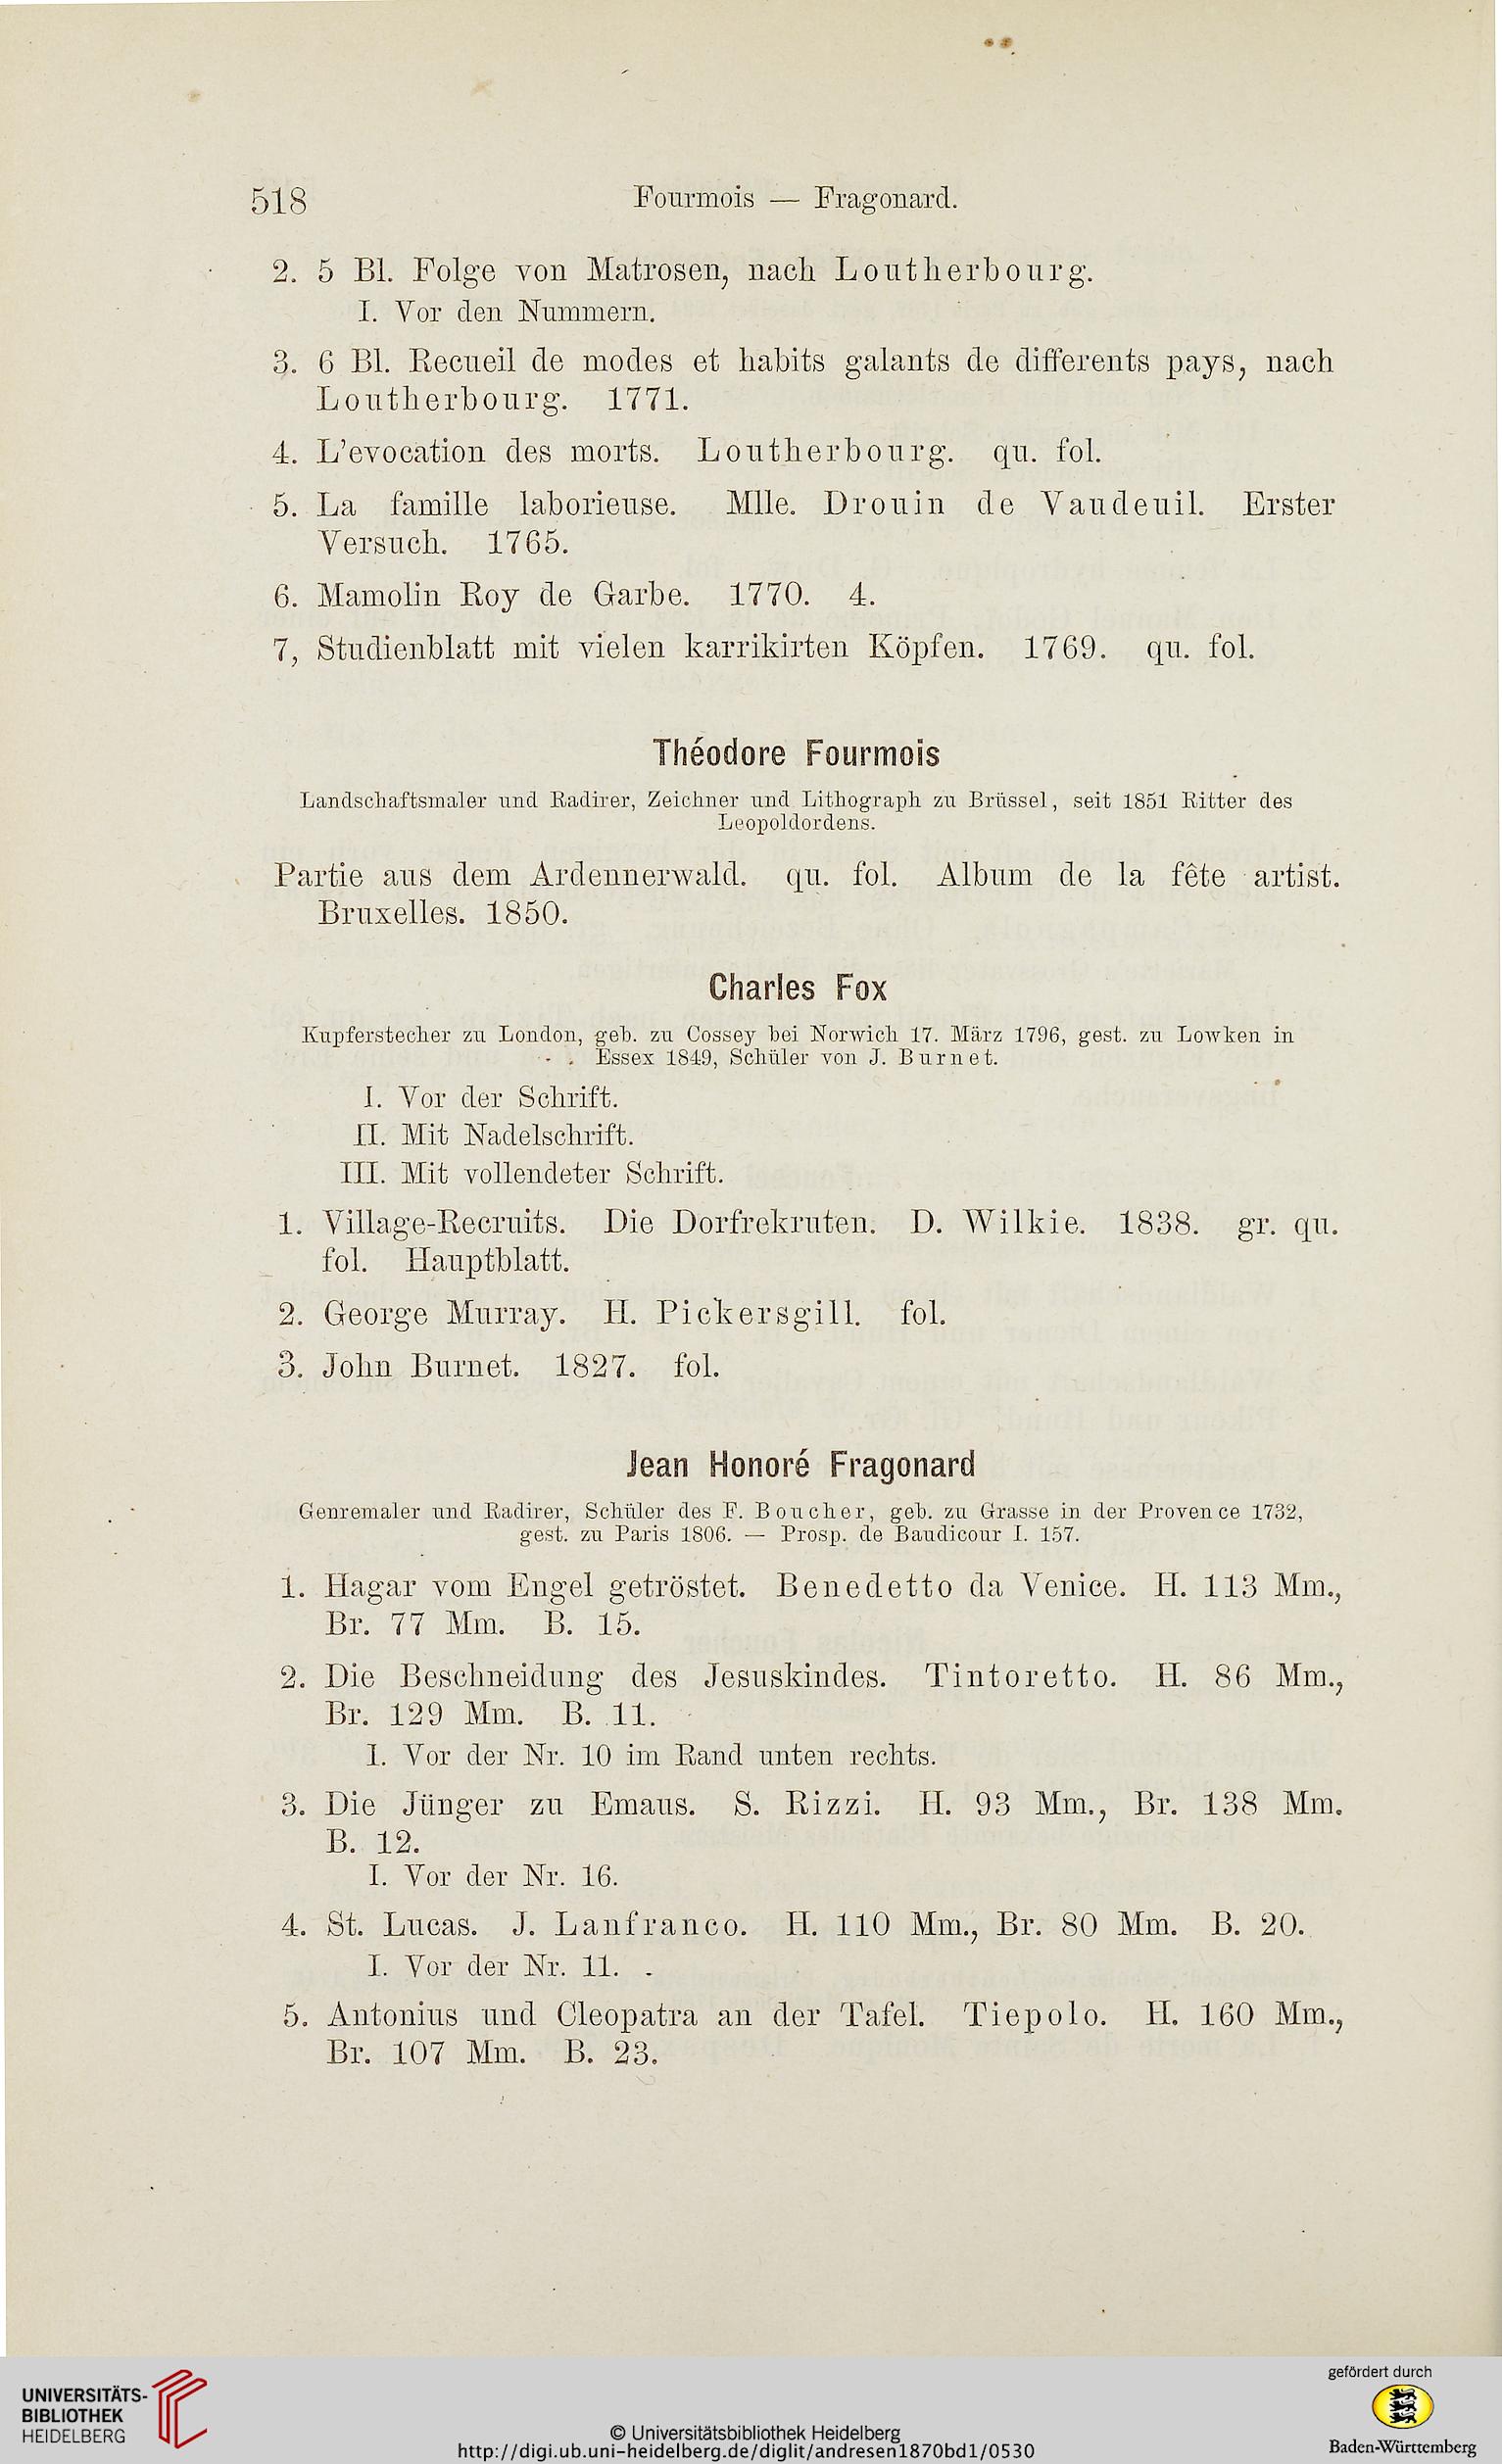 518 Fourmois — Fragonard.
2. 5 Bl. Folge von Matrosen, nach Loutherbourg.
I. Vor den Nummern.
3. 6 Bl. Recueil de modes et habits galants de differents pays, nach
Loutherbourg. 1771.
4. L'evocation des morts. Loutherbourg. qu. fol.
5. La famille laborieuse. Mlle. Drouin de Vaudeuil. Erster
Versuch. 1765.
6. Mamolin Roy de Garbe. 1770. 4.
7, Studienblatt mit vielen karrikirten Köpfen. 1769. qu. fol.
Théodore Fourmois
Landschaftsmaler und Radirer, Zeichner und Lithograph zu Brüssel, seit 1851 Ritter des
Leopoldordens.
Partie aus dem Ardennerwald. qu. fol. Album de la fête artist.
Bruxelles. 1850.
Charles Fox
Kupferstecher zu London, geb. zu Cossey bei Norwich 17. März 1796, gest. zu Lowken in
Essex 1849, Schüler von J. Burnet.
I. Vor der Schrift.
II. Mit Nadelschrift.
III. Mit vollendeter Schrift.
1. Village-Recruits. Die Dorfrekruten. D. Wilkie. 1838. gr. qu.
fol. Hauptblatt.
2. George Murray. H. Pickersgill. fol.
3. John Burnet. 1827. fol.
Jean Honoré Fragonard
Genremaler und Radirer, Schüler des F. Boucher, geb. zu Grasse in der Provence 1732,
gest. zu Paris 1806. — Prosp. de Baudicour I. 157.
1. Hagar vom Engel getröstet. Benedetto da Venice. H. 113 Mm.,
Br. 77 Mm. B. 15.
2. Die Beschneidung des Jesuskindes. Tintoretto. H. 86 Mm.,
Br. 129 Mm. B. 11.
I. Vor der Nr. 10 im Rand unten rechts.
3. Die Jünger zu Emaus. S. Rizzi. H. 93 Mm., Br. 138 Mm.
B. 12.
I. Vor der Nr. 16.
4. St. Lucas. J. Lanfranco. H. 110 Mm., Br. 80 Mm. B. 20.
I. Vor der Nr. 11.
5. Antonius und Cleopatra an der Tafel. Tiepolo. H. 160 Mm.,
Br. 107 Mm. B. 23.
UNIVERSITÄTS-
BIBLIOTHEK
HEIDELBERG
© Universitätsbibliothek Heidelberg
http://digi.ub.uni-heidelberg.de/diglit/andresen1870bd1/0530
gefördert durch
Baden-Württemberg